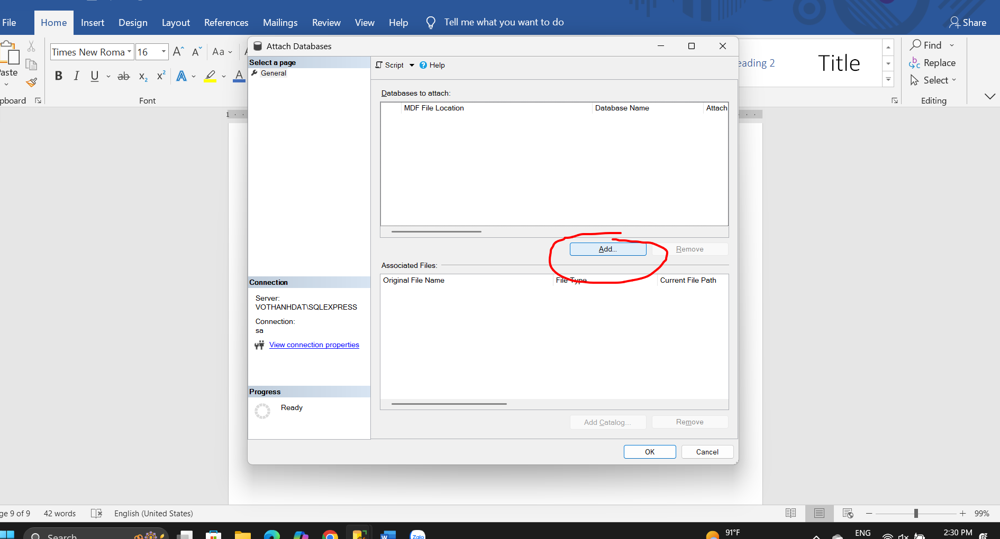 File Home Insert Design Layout References Mailings Review View Help Tell me what you want to do Share
Attach Databases
Times New Roma 16 Aa
eading 2 Title
Find
Replace
Select
aste
B I U ab x₂ x² A A
pboard Font Editing
Select a page
General
Script Help
Databases to attach:
MDF File Location Database Name Attach
Add... Remove
Associated Files:
Original File Name File Type Current File Path
Connection
Server:
VOTHANHDAT\SQLEXPRESS
Connection:
sa
View connection properties
Progress
Ready
Add Catalog... Remove
OK Cancel
1
ge 9 of 9 42 words English (United States) 99%
Search Zalo 91°F ENG 2:30 PM